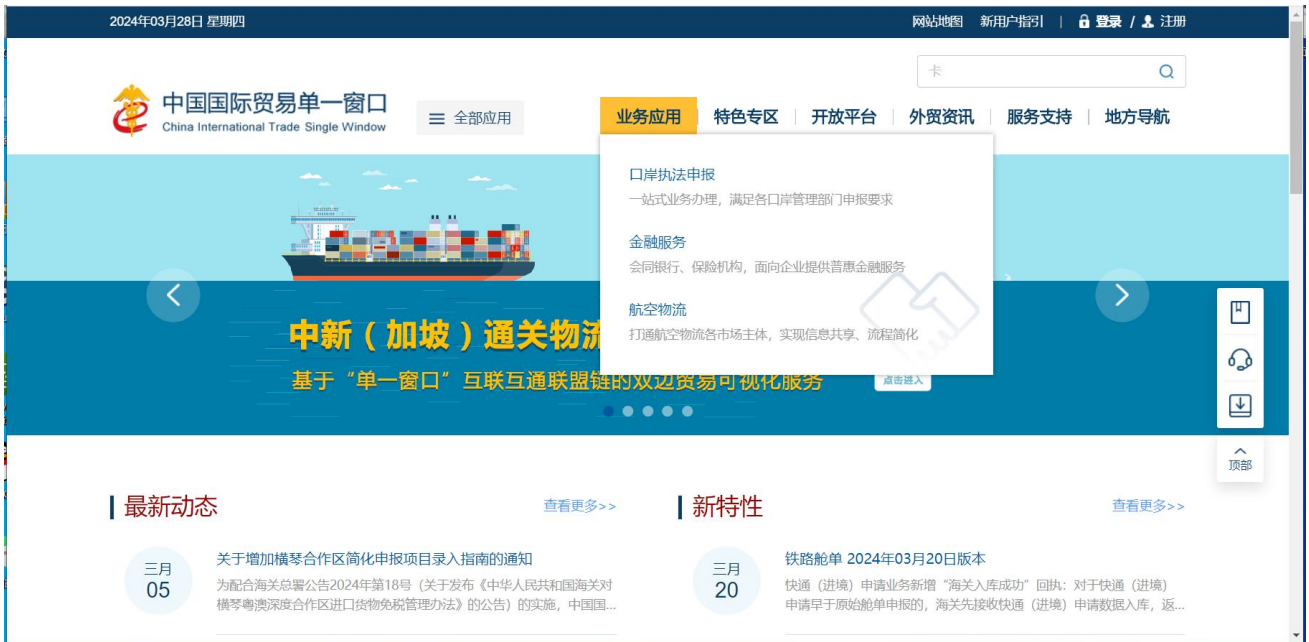 2024年03月28日 星期四
网站地图 新用户指引 | 登录 / 注册
卡
中国国际贸易单一窗口
China International Trade Single Window
全部应用
业务应用 | 特色专区 | 开放平台 | 外贸资讯 | 服务支持 | 地方导航
口岸执法申报
一站式业务办理，满足各口岸管理部门申报要求
金融服务
会同银行、保险机构，面向企业提供普惠金融服务
航空物流
打通航空物流各市场主体，实现信息共享、流程简化
中新（加坡）通关物流
基于“单一窗口”互联互通联盟链的双边贸易可视化服务
点击进入
顶部
最新动态
查看更多>>
三月
05
关于增加横琴合作区简化申报项目录入指南的通知
为配合海关总署公告2024年第18号（关于发布《中华人民共和国海关对
横琴粤澳深度合作区进口货物免税管理办法》的公告）的实施，中国国...
新特性
查看更多>>
三月
20
铁路舱单 2024年03月20日版本
快通（进境）申请业务新增“海关入库成功”回执：对于快通（进境）
申请早于原始舱单申报的，海关先接收快通（进境）申请数据入库，返...